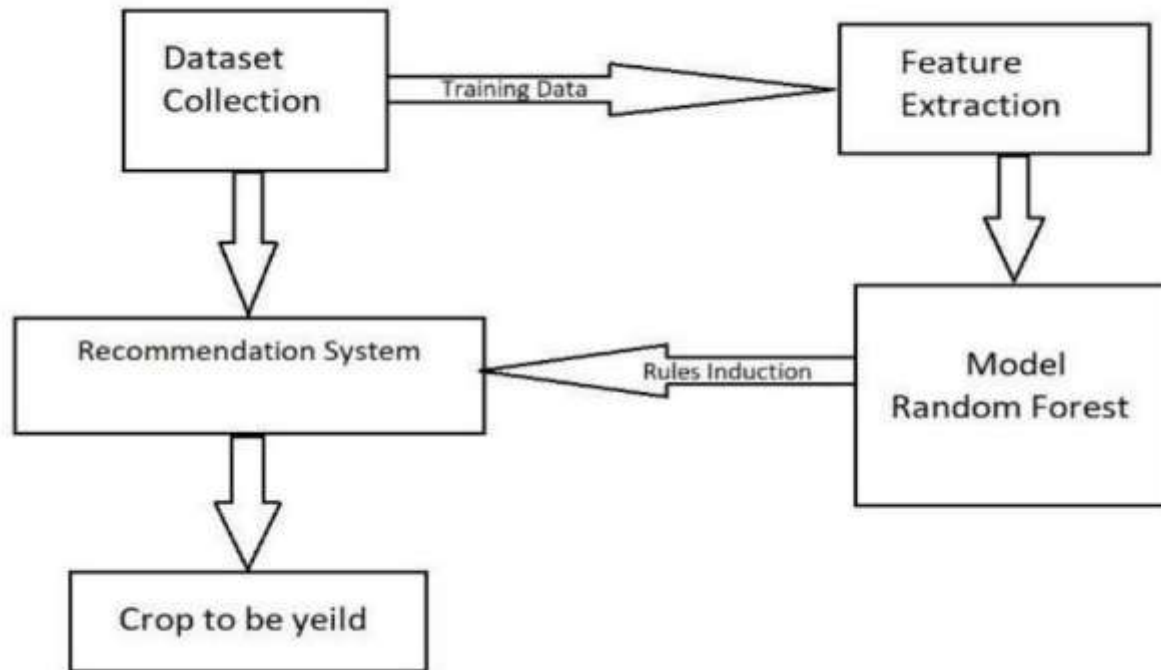 Dataset
Collection
Training Data
Feature
Extraction
Recommendation System
Rules Induction
Model
Random Forest
Crop to be yeild